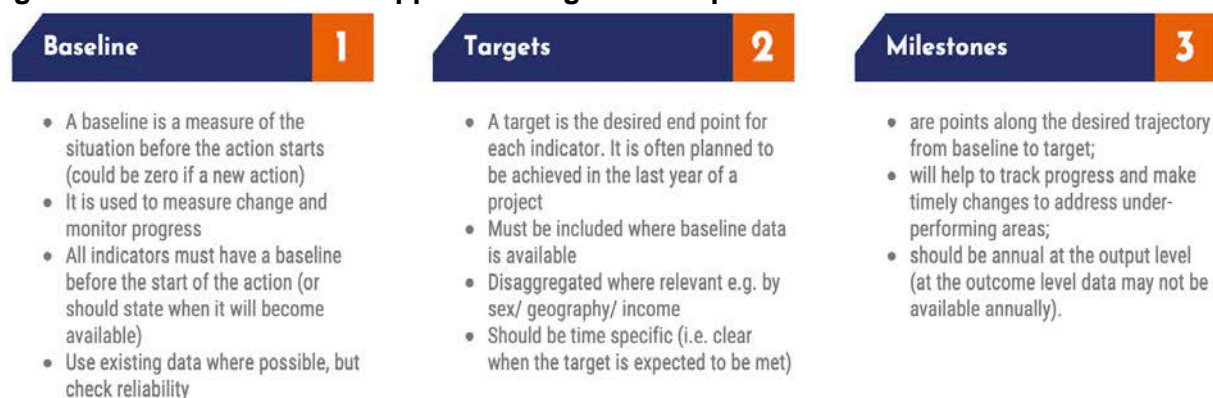 Baseline 1
• A baseline is a measure of the
situation before the action starts
(could be zero if a new action)
• It is used to measure change and
monitor progress
• All indicators must have a baseline
before the start of the action (or
should state when it will become
available)
• Use existing data where possible, but
check reliability
Targets 2
• A target is the desired end point for
each indicator. It is often planned to
be achieved in the last year of a
project
• Must be included where baseline data
is available
• Disaggregated where relevant e.g. by
sex/ geography/ income
• Should be time specific (i.e. clear
when the target is expected to be met)
Milestones 3
• are points along the desired trajectory
from baseline to target;
• will help to track progress and make
timely changes to address under-
performing areas;
• should be annual at the output level
(at the outcome level data may not be
available annually).